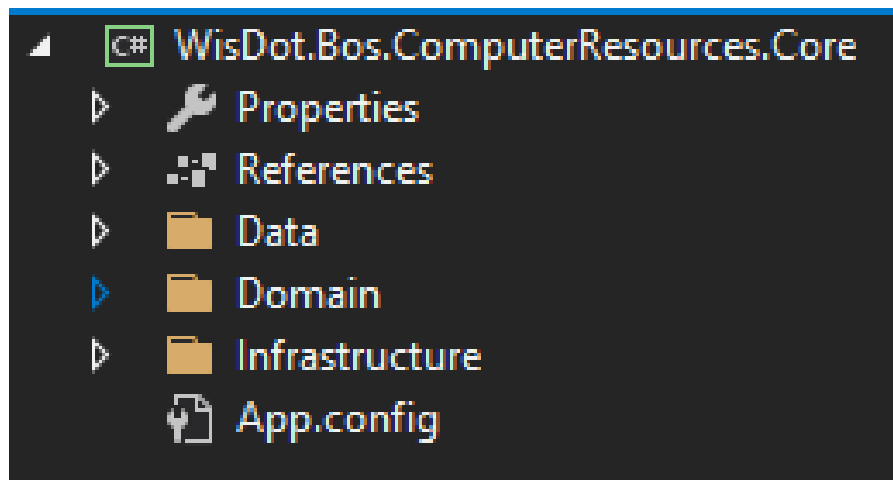 C# WisDot.Bos.ComputerResources.Core
Properties
References
Data
Domain
Infrastructure
App.config